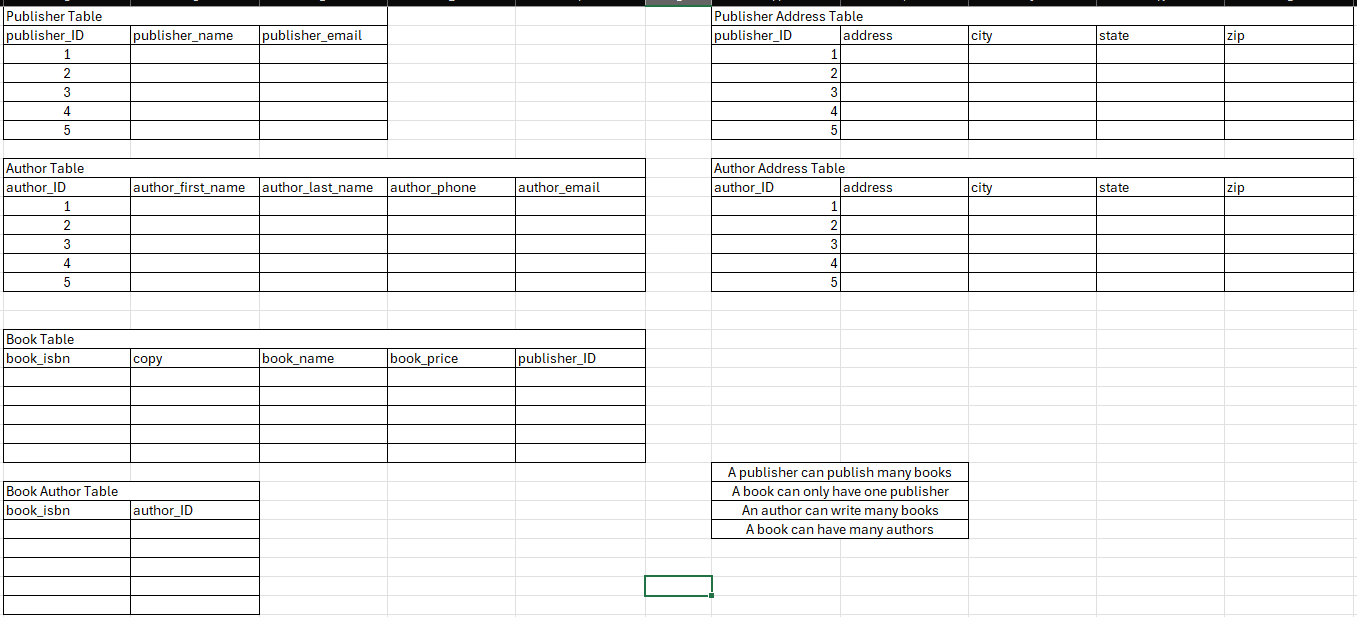 Publisher Table
publisher_ID publisher_name publisher_email
1
2
3
4
5
Publisher Address Table
publisher_ID address city state zip
1
2
3
4
5
Author Table
author_ID author_first_name author_last_name author_phone author_email
1
2
3
4
5
Author Address Table
author_ID address city state zip
1
2
3
4
5
Book Table
book_isbn copy book_name book_price publisher_ID
Book Author Table
book_isbn author_ID
A publisher can publish many books
A book can only have one publisher
An author can write many books
A book can have many authors